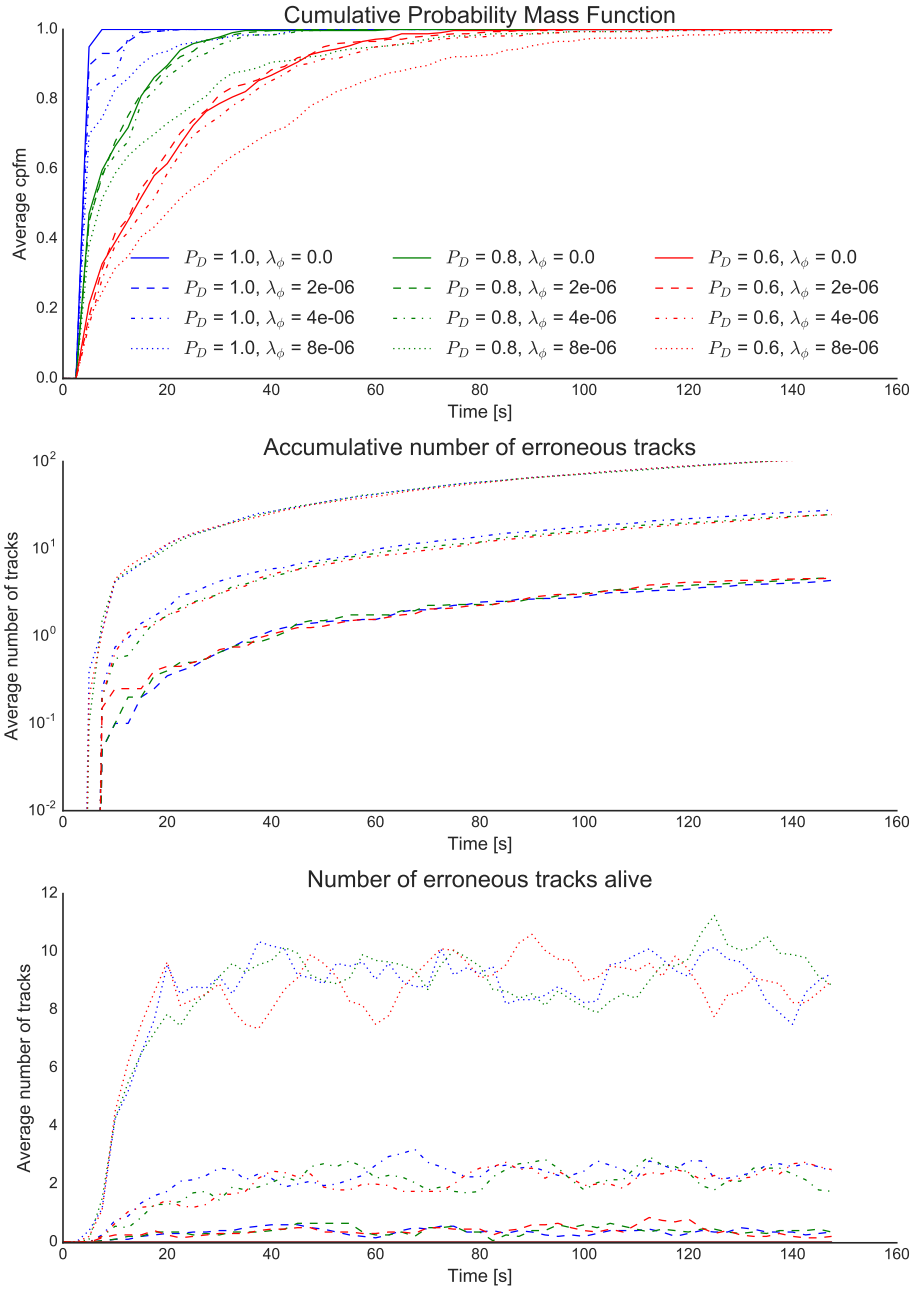 Cumulative Probability Mass Function
1.0
0.8
0.6
0.4
0.2
0.0
Average cpfm
P_D = 1.0, λ_ϕ = 0.0
P_D = 1.0, λ_ϕ = 2e-06
P_D = 1.0, λ_ϕ = 4e-06
P_D = 1.0, λ_ϕ = 8e-06
P_D = 0.8, λ_ϕ = 0.0
P_D = 0.8, λ_ϕ = 2e-06
P_D = 0.8, λ_ϕ = 4e-06
P_D = 0.8, λ_ϕ = 8e-06
P_D = 0.6, λ_ϕ = 0.0
P_D = 0.6, λ_ϕ = 2e-06
P_D = 0.6, λ_ϕ = 4e-06
P_D = 0.6, λ_ϕ = 8e-06
0 20 40 60 80 100 120 140 160
Time [s]
Accumulative number of erroneous tracks
10^2
10^1
10^0
10^-1
10^-2
Average number of tracks
0 20 40 60 80 100 120 140 160
Time [s]
Number of erroneous tracks alive
12
10
8
6
4
2
0
Average number of tracks
0 20 40 60 80 100 120 140 160
Time [s]